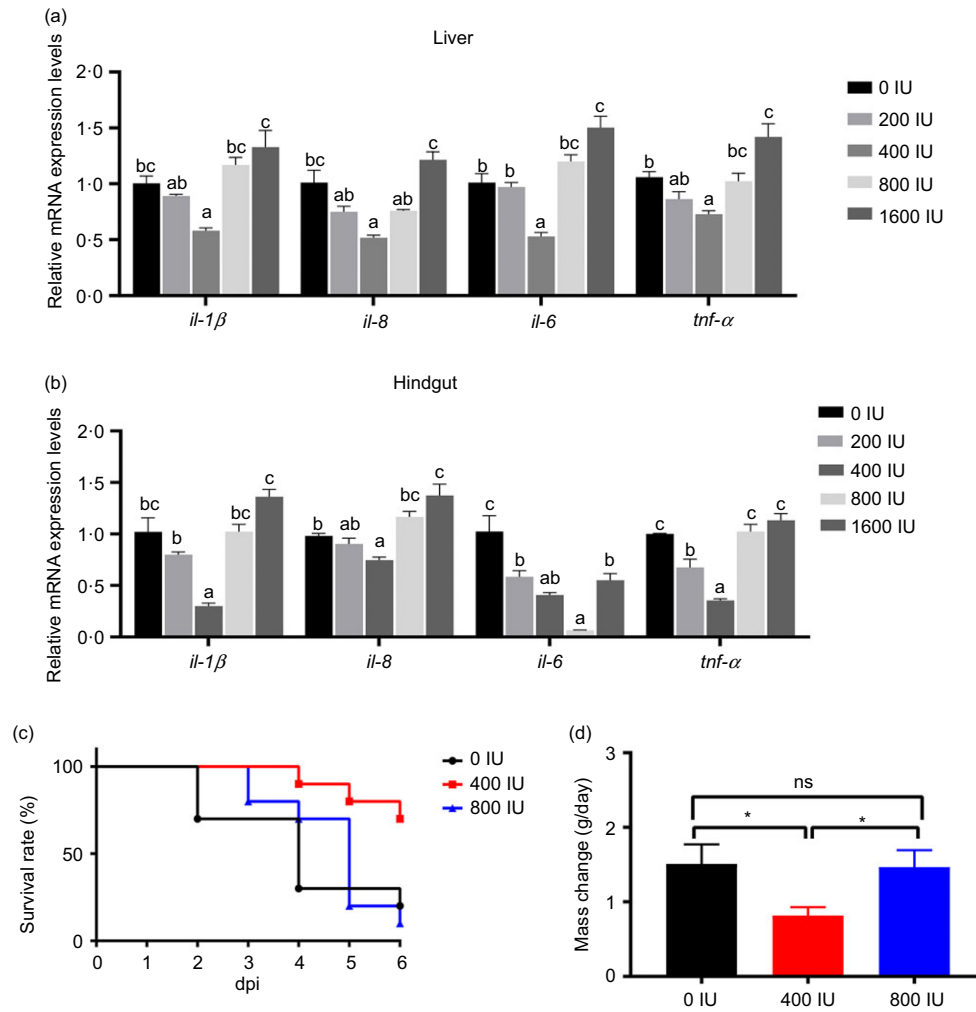 (a)
Liver
Relative mRNA expression levels
2·0
1·5
1·0
0·5
0·0
bc ab a bc c
bc ab a ab c
b b a b c
b ab a bc c
il-1β il-8 il-6 tnf-α
0 IU
200 IU
400 IU
800 IU
1600 IU
(b)
Hindgut
Relative mRNA expression levels
2·0
1·5
1·0
0·5
0·0
bc b a bc c
b ab a bc c
c b ab a b
c b a c c
il-1β il-8 il-6 tnf-α
0 IU
200 IU
400 IU
800 IU
1600 IU
(c)
Survival rate (%)
100
50
0
0 1 2 3 4 5 6
dpi
0 IU
400 IU
800 IU
(d)
Mass change (g/day)
3
2
1
0
ns
* *
0 IU 400 IU 800 IU